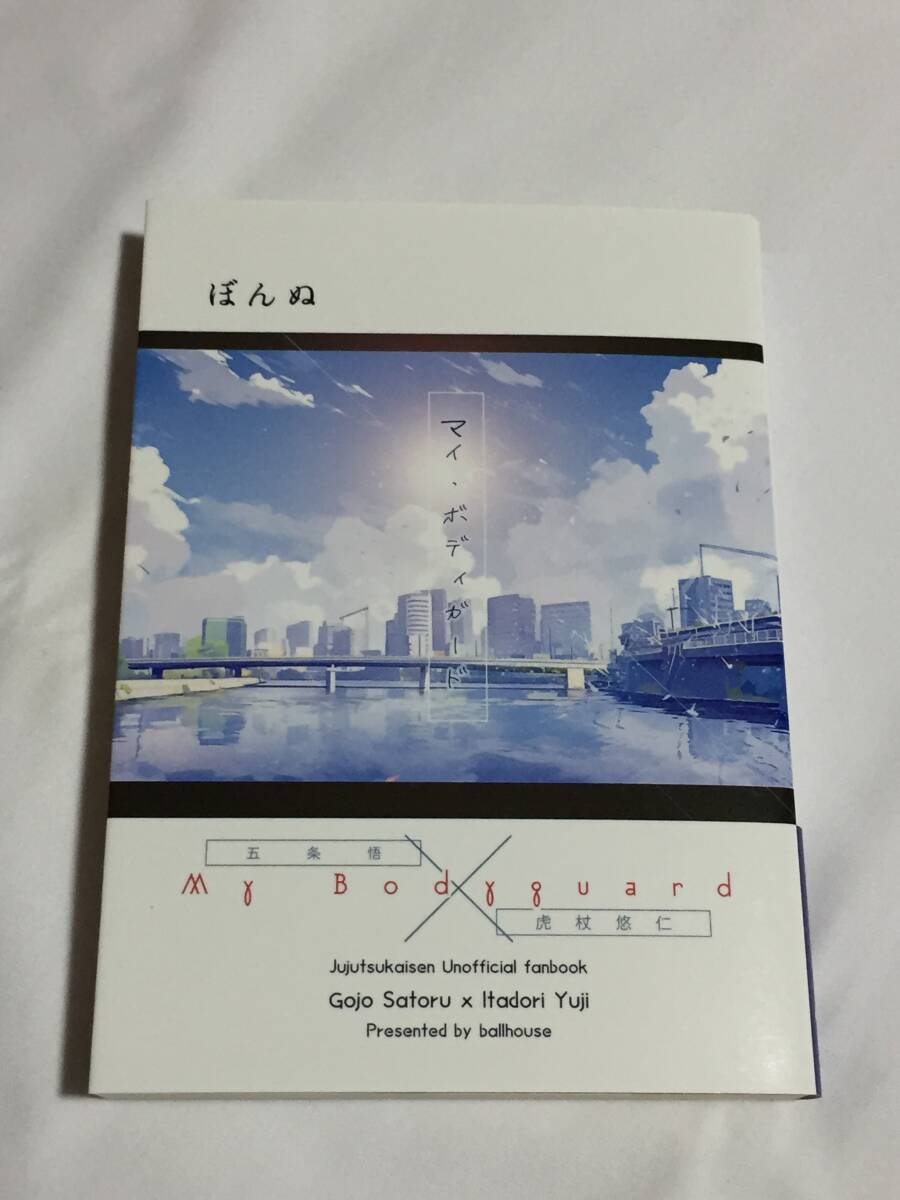 ぼんぬ
マイ・ボディガード
五条悟
My Bodyguard
虎杖悠仁
Jujutsukaisen Unofficial fanbook
Gojo Satoru x Itadori Yuji
Presented by ballhouse